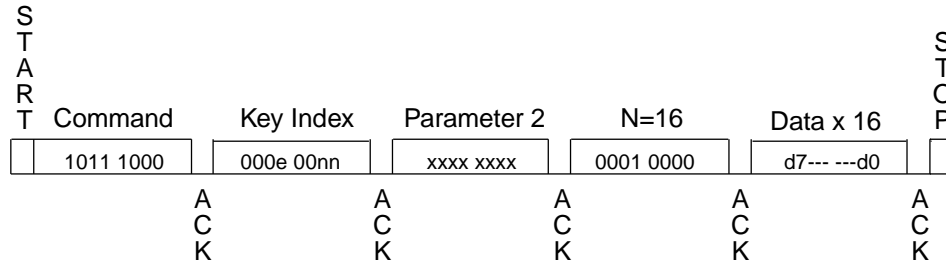 START
Command
Key Index
Parameter 2
N=16
Data x 16
STOP
1011 1000
000e 00nn
xxxx xxxx
0001 0000
d7--- ---d0
ACK
ACK
ACK
ACK
ACK